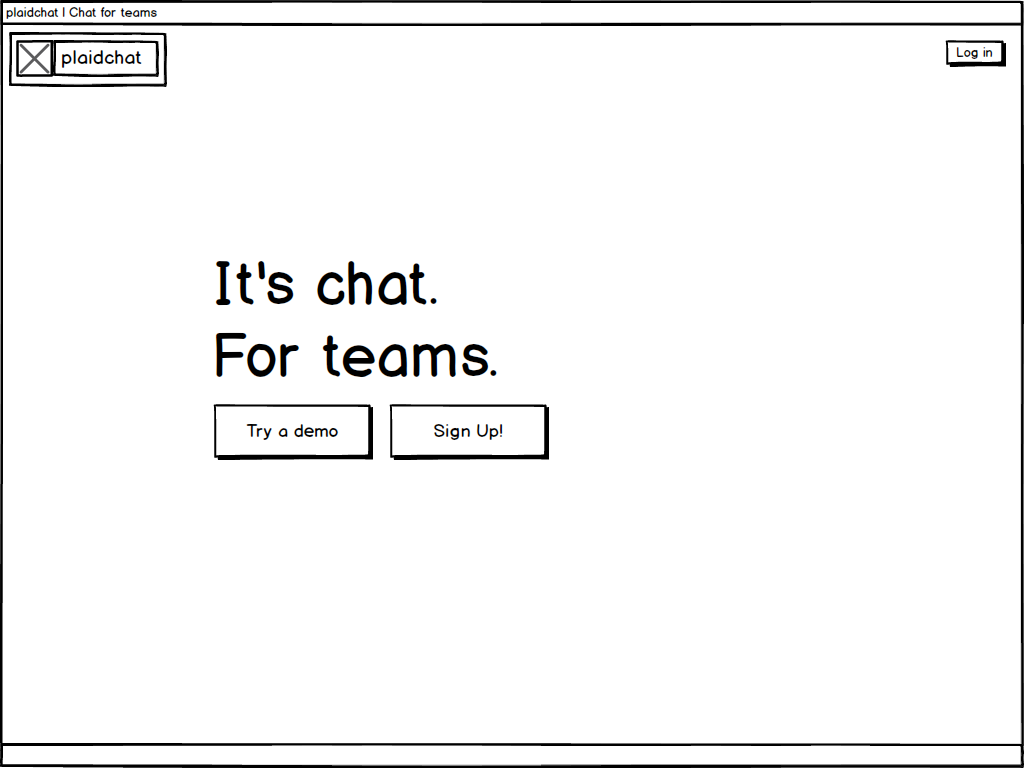 plaidchat | Chat for teams
plaidchat
Log in
It's chat.
For teams.
Try a demo
Sign Up!